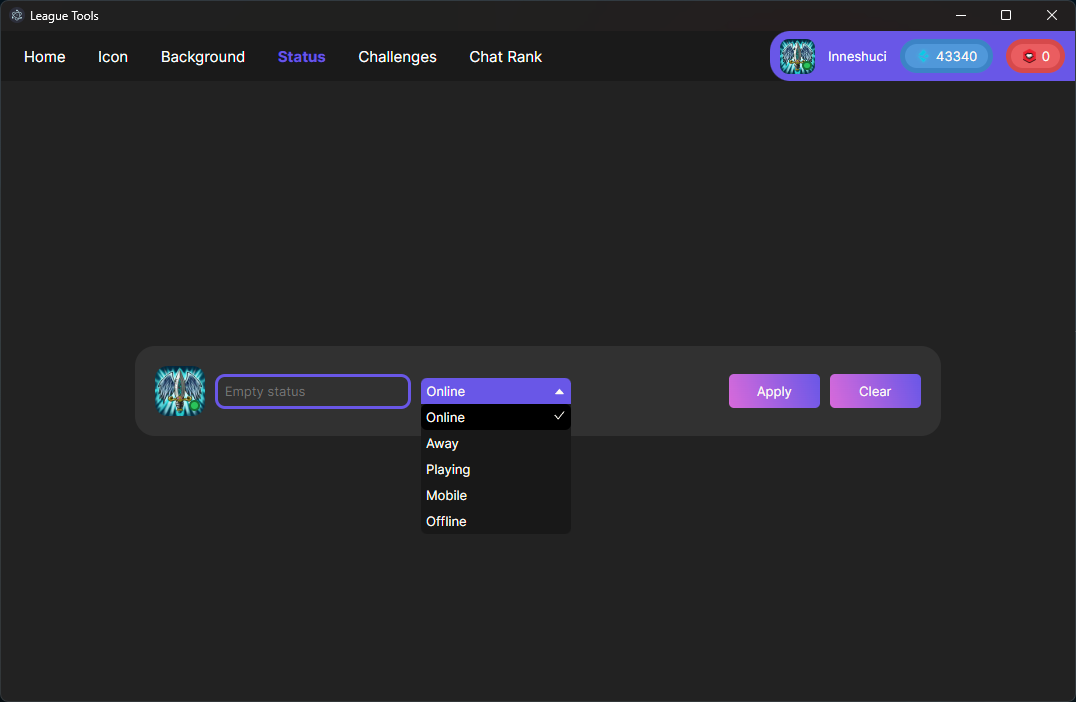 League Tools
Home Icon Background Status Challenges Chat Rank Inneshuci 43340 0
Empty status Online Apply Clear
Online
Away
Playing
Mobile
Offline